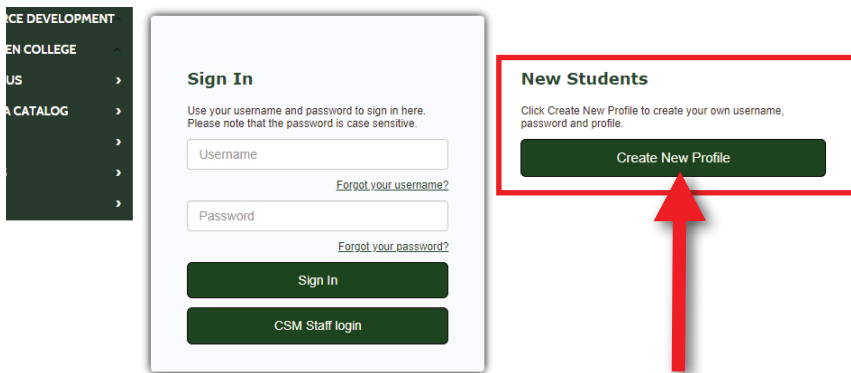 RCE DEVELOPMENT
EN COLLEGE
US
A CATALOG
Sign In
Use your username and password to sign in here.
Please note that the password is case sensitive.
Username
Forgot your username?
Password
Forgot your password?
Sign In
CSM Staff login
New Students
Click Create New Profile to create your own username,
password and profile.
Create New Profile